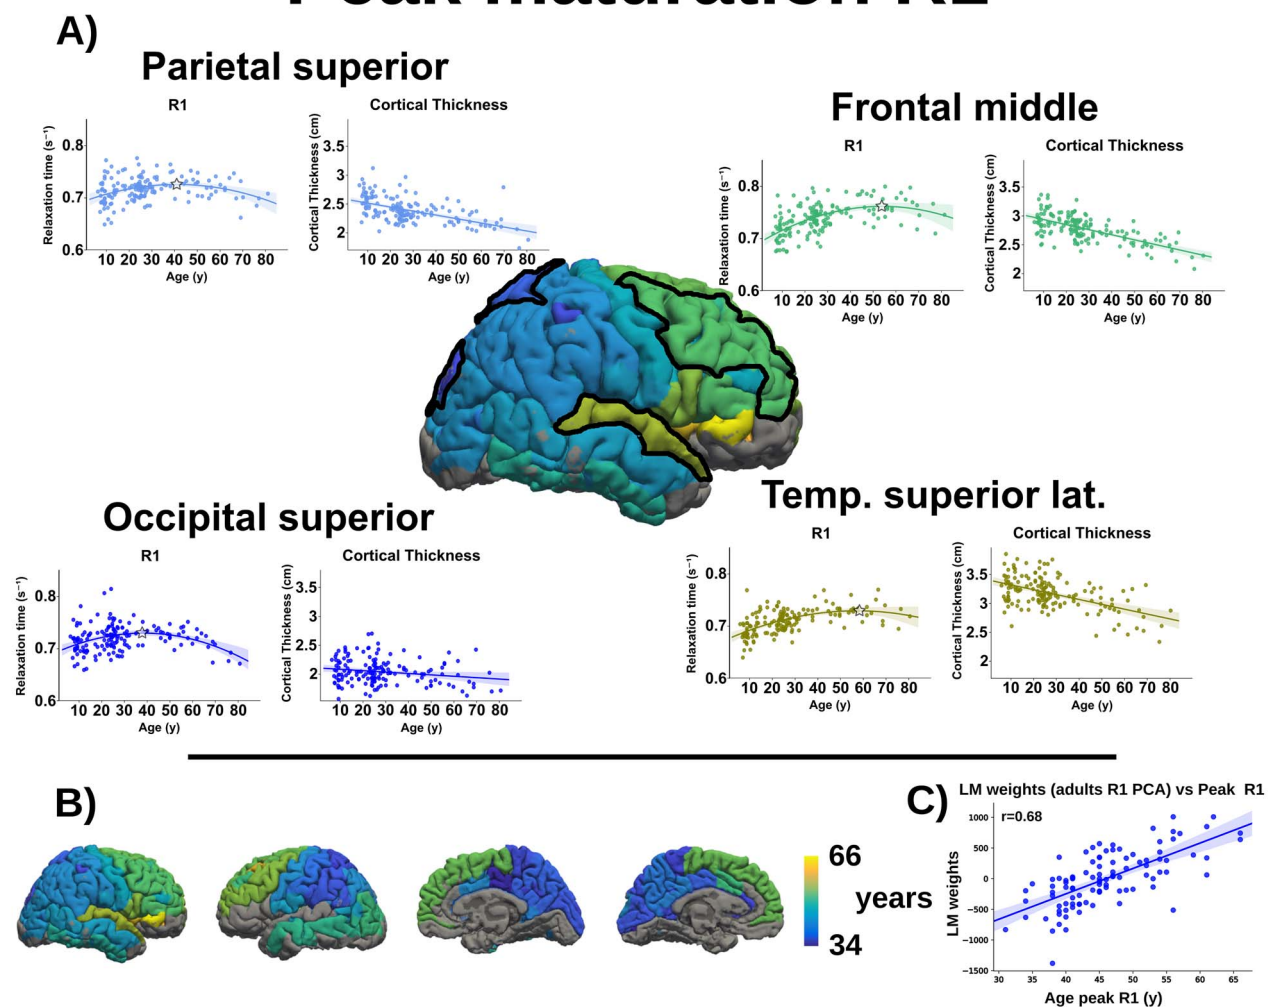 Peak maturation R1
A)
Parietal superior
R1
Cortical Thickness
Relaxation time (s⁻¹)
0.8
0.7
0.6
10 20 30 40 50 60 70 80
Age (y)
Cortical Thickness (cm)
3.5
3
2.5
2
10 20 30 40 50 60 70 80
Age (y)
Frontal middle
R1
Cortical Thickness
Relaxation time (s⁻¹)
0.8
0.7
0.6
10 20 30 40 50 60 70 80
Age (y)
Cortical Thickness (cm)
3.5
3
2.5
2
10 20 30 40 50 60 70 80
Age (y)
Occipital superior
R1
Cortical Thickness
Relaxation time (s⁻¹)
0.8
0.7
0.6
10 20 30 40 50 60 70 80
Age (y)
Cortical Thickness (cm)
3.5
3
2.5
2
10 20 30 40 50 60 70 80
Age (y)
Temp. superior lat.
R1
Cortical Thickness
Relaxation time (s⁻¹)
0.8
0.7
0.6
10 20 30 40 50 60 70 80
Age (y)
Cortical Thickness (cm)
3.5
3
2.5
2
10 20 30 40 50 60 70 80
Age (y)
B)
66
years
34
C)
LM weights (adults R1 PCA) vs Peak R1
r=0.68
LM weights
1000
500
0
−500
−1000
−1500
30 35 40 45 50 55 60 65
Age peak R1 (y)